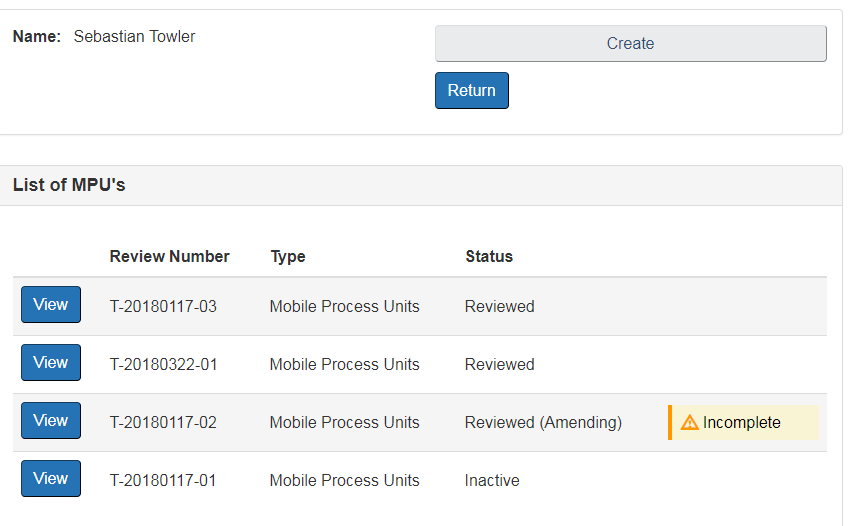 Name: Sebastian Towler
Create
Return
List of MPU's
Review Number Type Status
View T-20180117-03 Mobile Process Units Reviewed
View T-20180322-01 Mobile Process Units Reviewed
View T-20180117-02 Mobile Process Units Reviewed (Amending) Incomplete
View T-20180117-01 Mobile Process Units Inactive